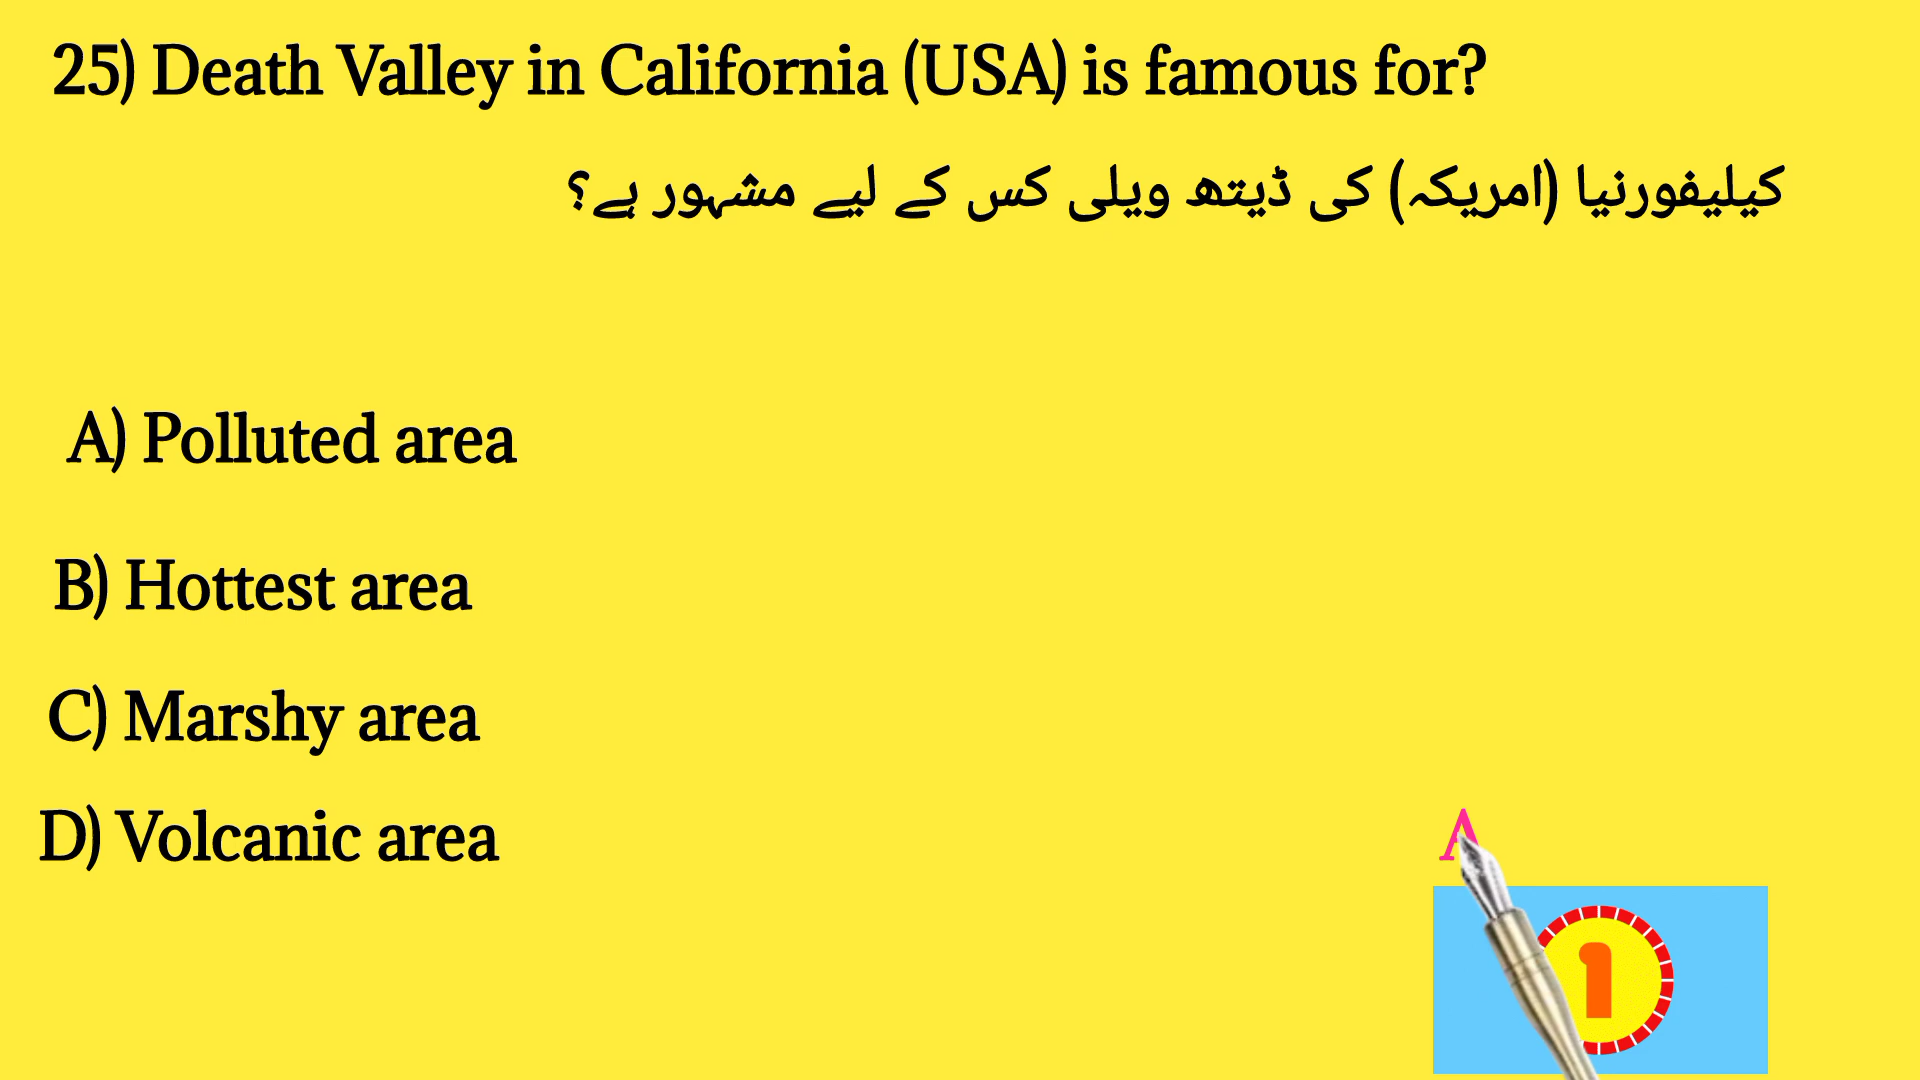 25) Death Valley in California (USA) is famous for?
کیلیفورنیا (امریکہ) کی ڈیتھ ویلی کس کے لیے مشہور ہے؟
A) Polluted area
B) Hottest area
C) Marshy area
D) Volcanic area
A
1